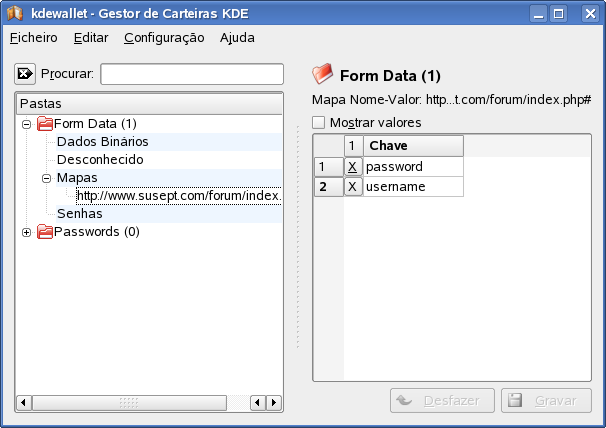 kdewallet - Gestor de Carteiras KDE
Ficheiro Editar Configuração Ajuda
Procurar:
Pastas
Form Data (1)
Dados Binários
Desconhecido
Mapas
http://www.susept.com/forum/index.
Senhas
Passwords (0)
Form Data (1)
Mapa Nome-Valor: http...t.com/forum/index.php#
Mostrar valores
1 Chave
1 X password
2 X username
Desfazer Gravar